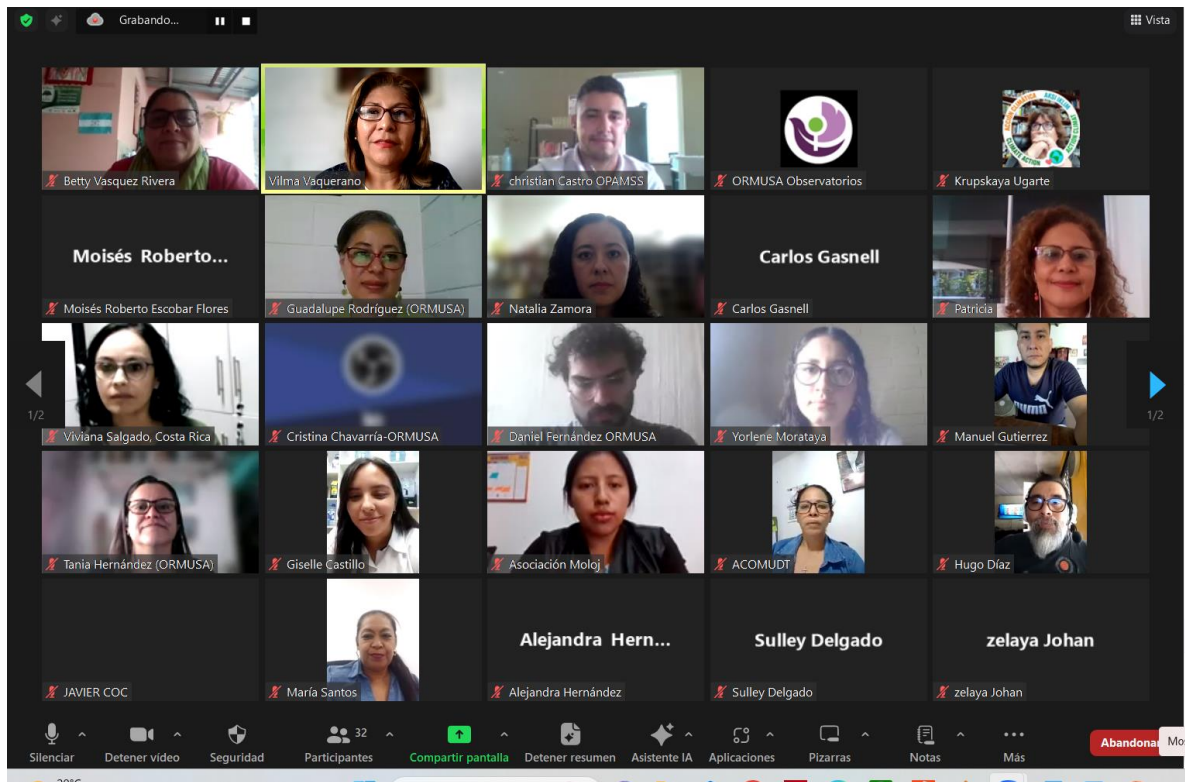 Grabando...
Vista
Betty Vasquez Rivera
Vilma Vaquerano
christian Castro OPAMSS
ORMUSA Observatorios
Krupskaya Ugarte
Moisés Roberto...
Carlos Gasnell
Moisés Roberto Escobar Flores
Guadalupe Rodríguez (ORMUSA)
Natalia Zamora
Carlos Gasnell
Patricia
1/2
1/2
Viviana Salgado, Costa Rica
Cristina Chavarría-ORMUSA
Daniel Fernández ORMUSA
Yorlene Morataya
Manuel Gutierrez
Tania Hernández (ORMUSA)
Giselle Castillo
Asociación Moloj
ACOMUDT
Hugo Díaz
Alejandra Hern...
Sulley Delgado
zelaya Johan
JAVIER COC
María Santos
Alejandra Hernández
Sulley Delgado
zelaya Johan
32
Silenciar
Detener video
Seguridad
Participantes
Compartir pantalla
Detener resumen
Asistente IA
Aplicaciones
Pizarras
Notas
Más
Abandonar
Mos